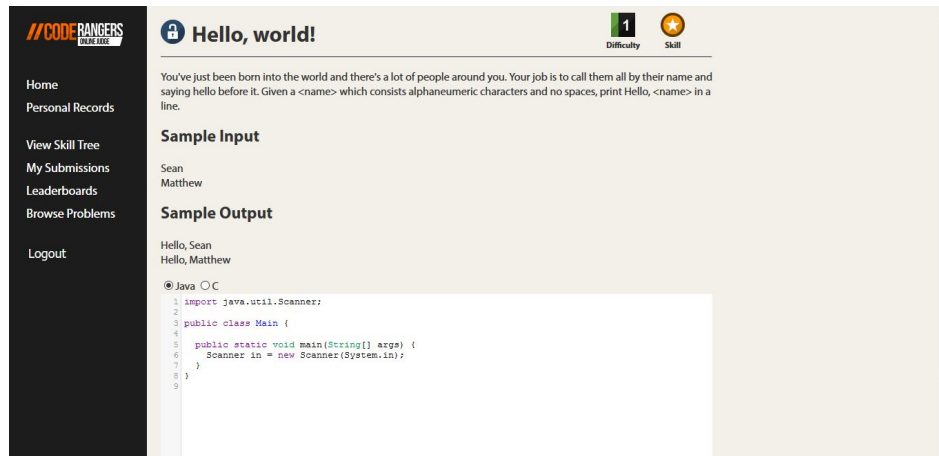 //CODE RANGERS
ONLINE JUDGE
Home
Personal Records
View Skill Tree
My Submissions
Leaderboards
Browse Problems
Logout
Hello, world!
1
Difficulty
Skill
You've just been born into the world and there's a lot of people around you. Your job is to call them all by their name and
saying hello before it. Given a <name> which consists alphaneumeric characters and no spaces, print Hello, <name> in a
line.
Sample Input
Sean
Matthew
Sample Output
Hello, Sean
Hello, Matthew
Java C
1 import java.util.Scanner;
2
3 public class Main {
4
5 public static void main(String[] args) {
6 Scanner in = new Scanner(System.in);
7 }
8 }
9